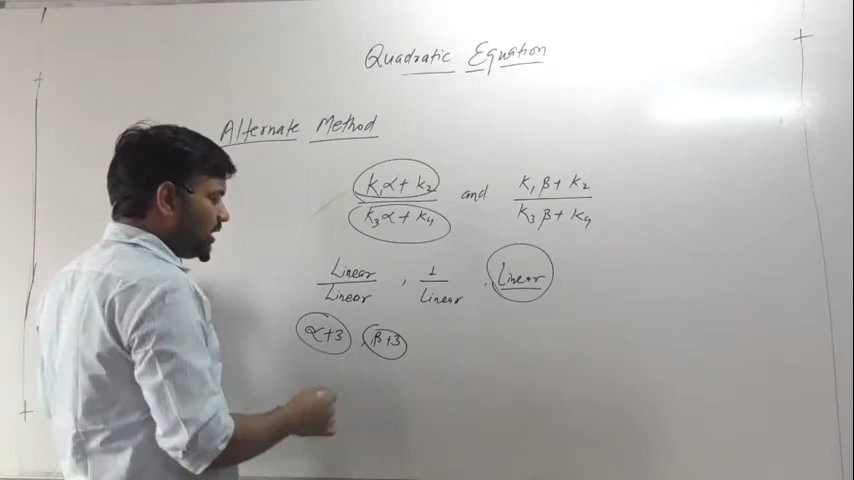 Quadratic Equation
Alternate Method
K₁α + K₂ / K₃α + K₄ and K₁β + K₂ / K₃β + K₄
Linear / Linear , 1 / Linear , Linear
α+3 , β+3